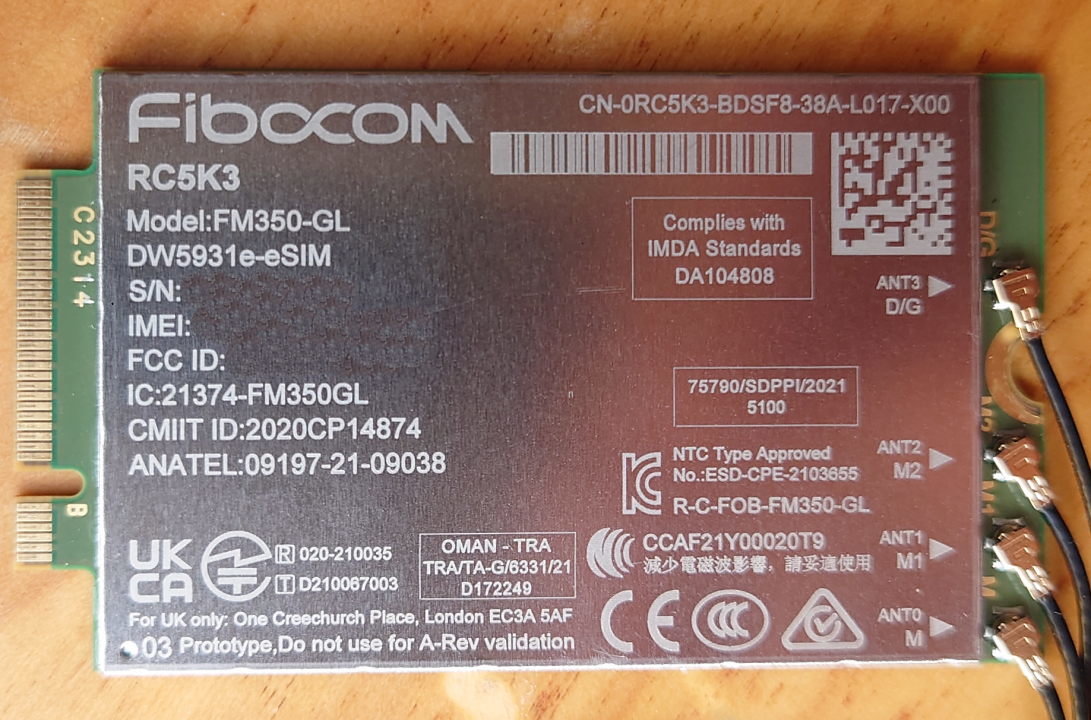 Fibocom
CN-0RC5K3-BDSF8-38A-L017-X00
RC5K3
Model:FM350-GL
DW5931e-eSIM
S/N:
IMEI:
FCC ID:
IC:21374-FM350GL
CMIIT ID:2020CP14874
ANATEL:09197-21-09038
Complies with
IMDA Standards
DA104808
ANT3
D/G
75790/SDPPI/2021
5100
NTC Type Approved
No.:ESD-CPE-2103655
R-C-FOB-FM350-GL
ANT2
M2
UK
CA
R 020-210035
T D210067003
OMAN - TRA
TRA/TA-G/6331/21
D172249
CCAF21Y00020T9
減少電磁波影響，請妥適使用
ANT1
M1
For UK only: One Creechurch Place, London EC3A 5AF
03 Prototype,Do not use for A-Rev validation
CE
ANT0
M
C2314
B
D/G
M2
M1
M